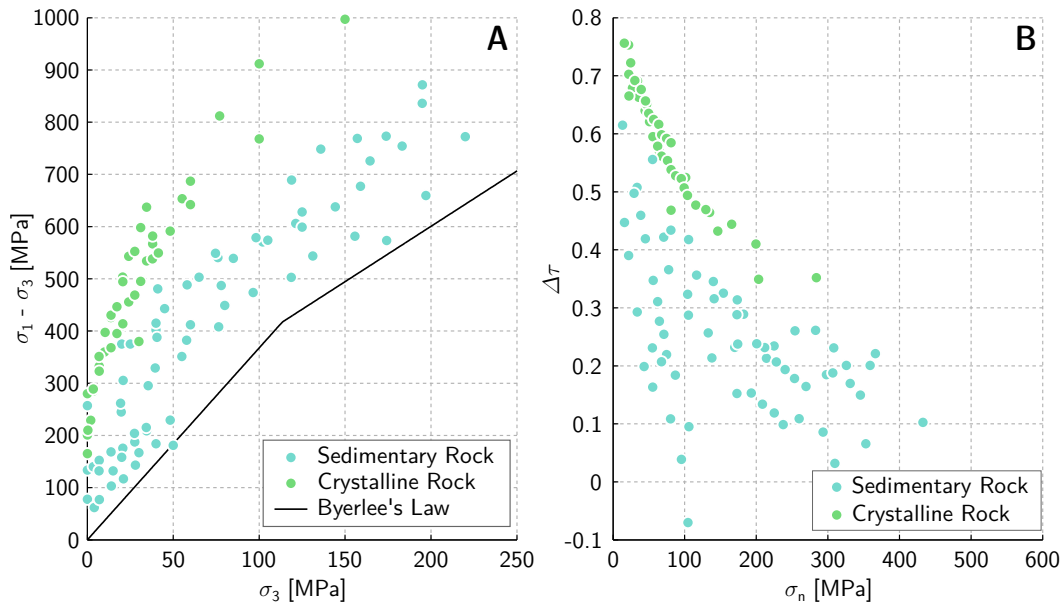 A
1000
900
800
700
600
500
400
300
200
100
0
σ1 - σ3 [MPa]
0 50 100 150 200 250
σ3 [MPa]
Sedimentary Rock
Crystalline Rock
Byerlee's Law
B
0.8
0.7
0.6
0.5
0.4
0.3
0.2
0.1
0
-0.1
Δτ
0 100 200 300 400 500 600
σn [MPa]
Sedimentary Rock
Crystalline Rock